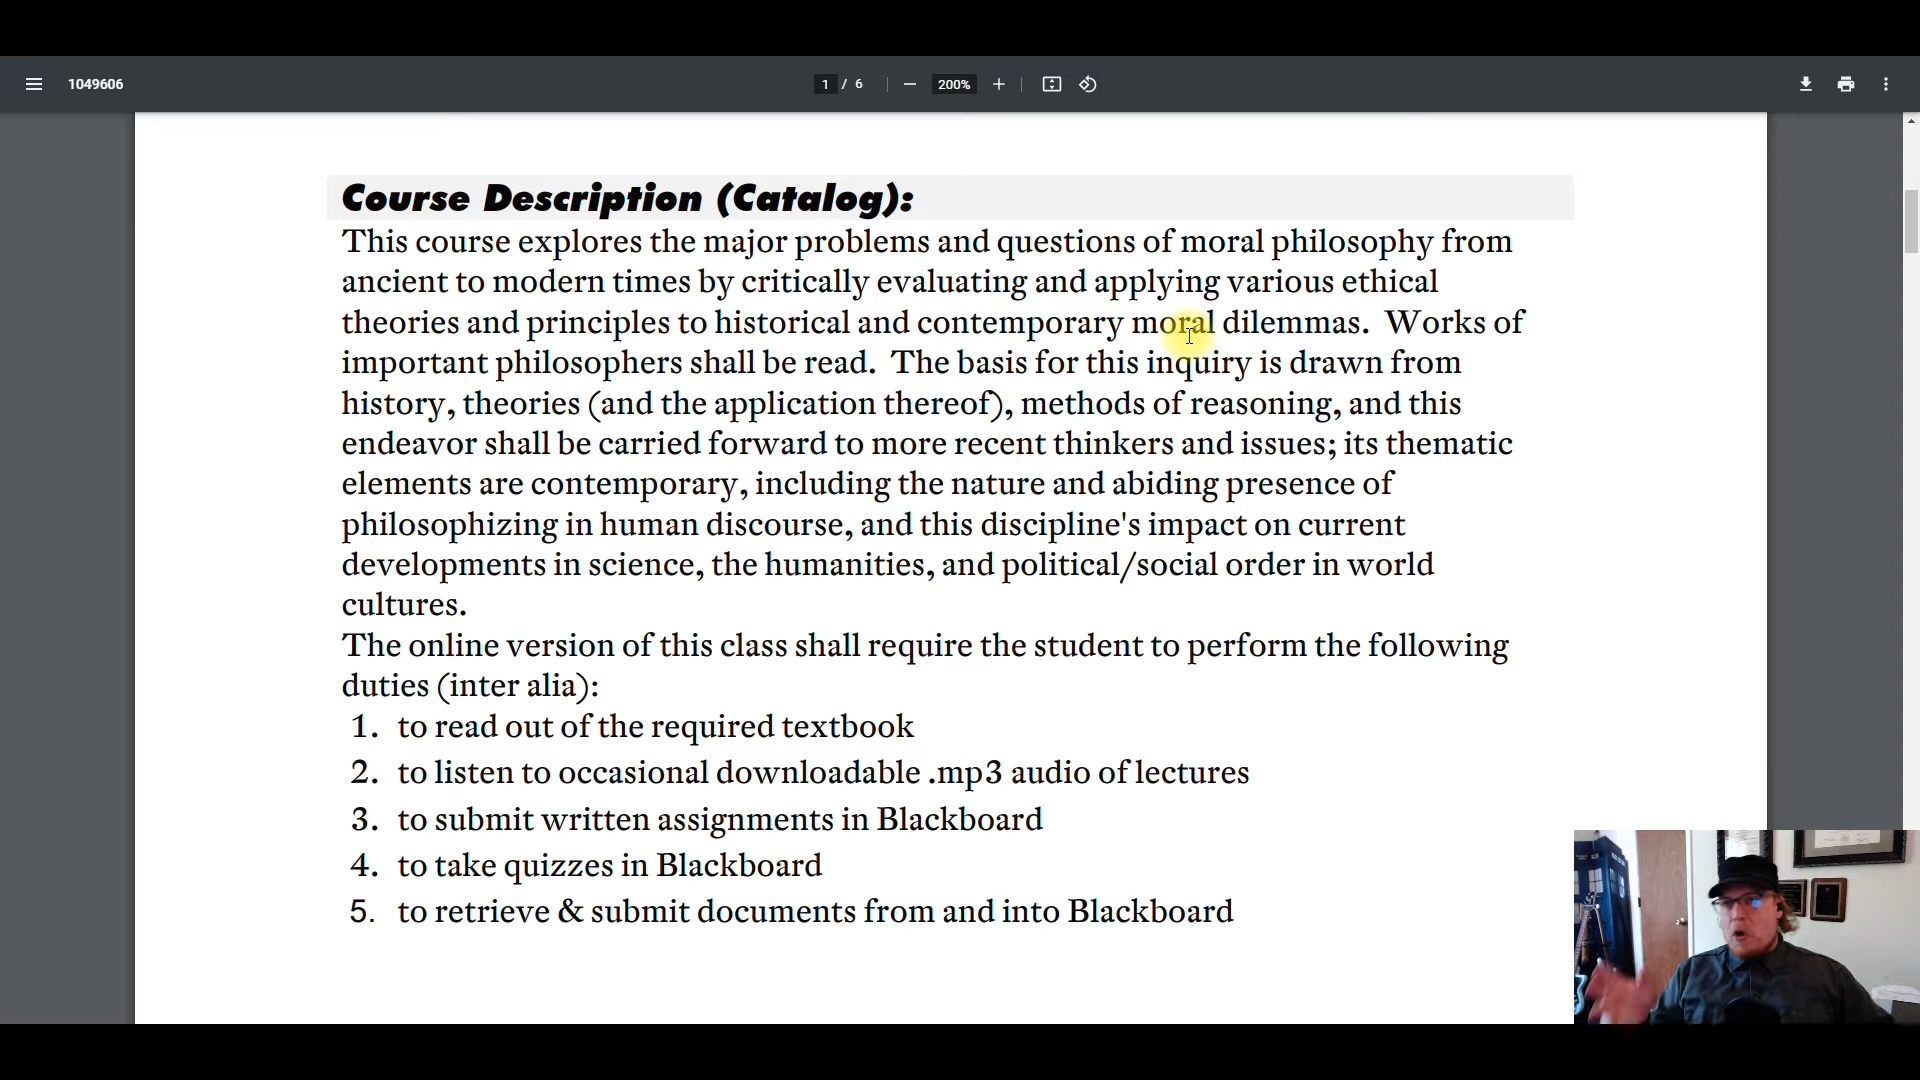 1049606
1 / 6
200%
Course Description (Catalog):
This course explores the major problems and questions of moral philosophy from
ancient to modern times by critically evaluating and applying various ethical
theories and principles to historical and contemporary moral dilemmas.  Works of
important philosophers shall be read.  The basis for this inquiry is drawn from
history, theories (and the application thereof), methods of reasoning, and this
endeavor shall be carried forward to more recent thinkers and issues; its thematic
elements are contemporary, including the nature and abiding presence of
philosophizing in human discourse, and this discipline's impact on current
developments in science, the humanities, and political/social order in world
cultures.
The online version of this class shall require the student to perform the following
duties (inter alia):
1. to read out of the required textbook
2. to listen to occasional downloadable .mp3 audio of lectures
3. to submit written assignments in Blackboard
4. to take quizzes in Blackboard
5. to retrieve & submit documents from and into Blackboard